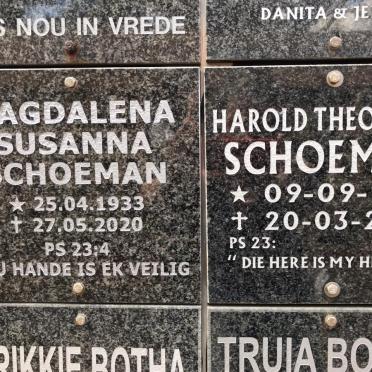 S NOU IN VREDE
DANITA & JE
AGDALENA
SUSANNA
SCHOEMAN
★ 25.04.1933
✝ 27.05.2020
PS 23:4
U HANDE IS EK VEILIG
HAROLD THEO
SCHOEM
★ 09-09-
✝ 20-03-2
PS 23:
“ DIE HERE IS MY H
RIKKIE BOTHA
TRUIA BO